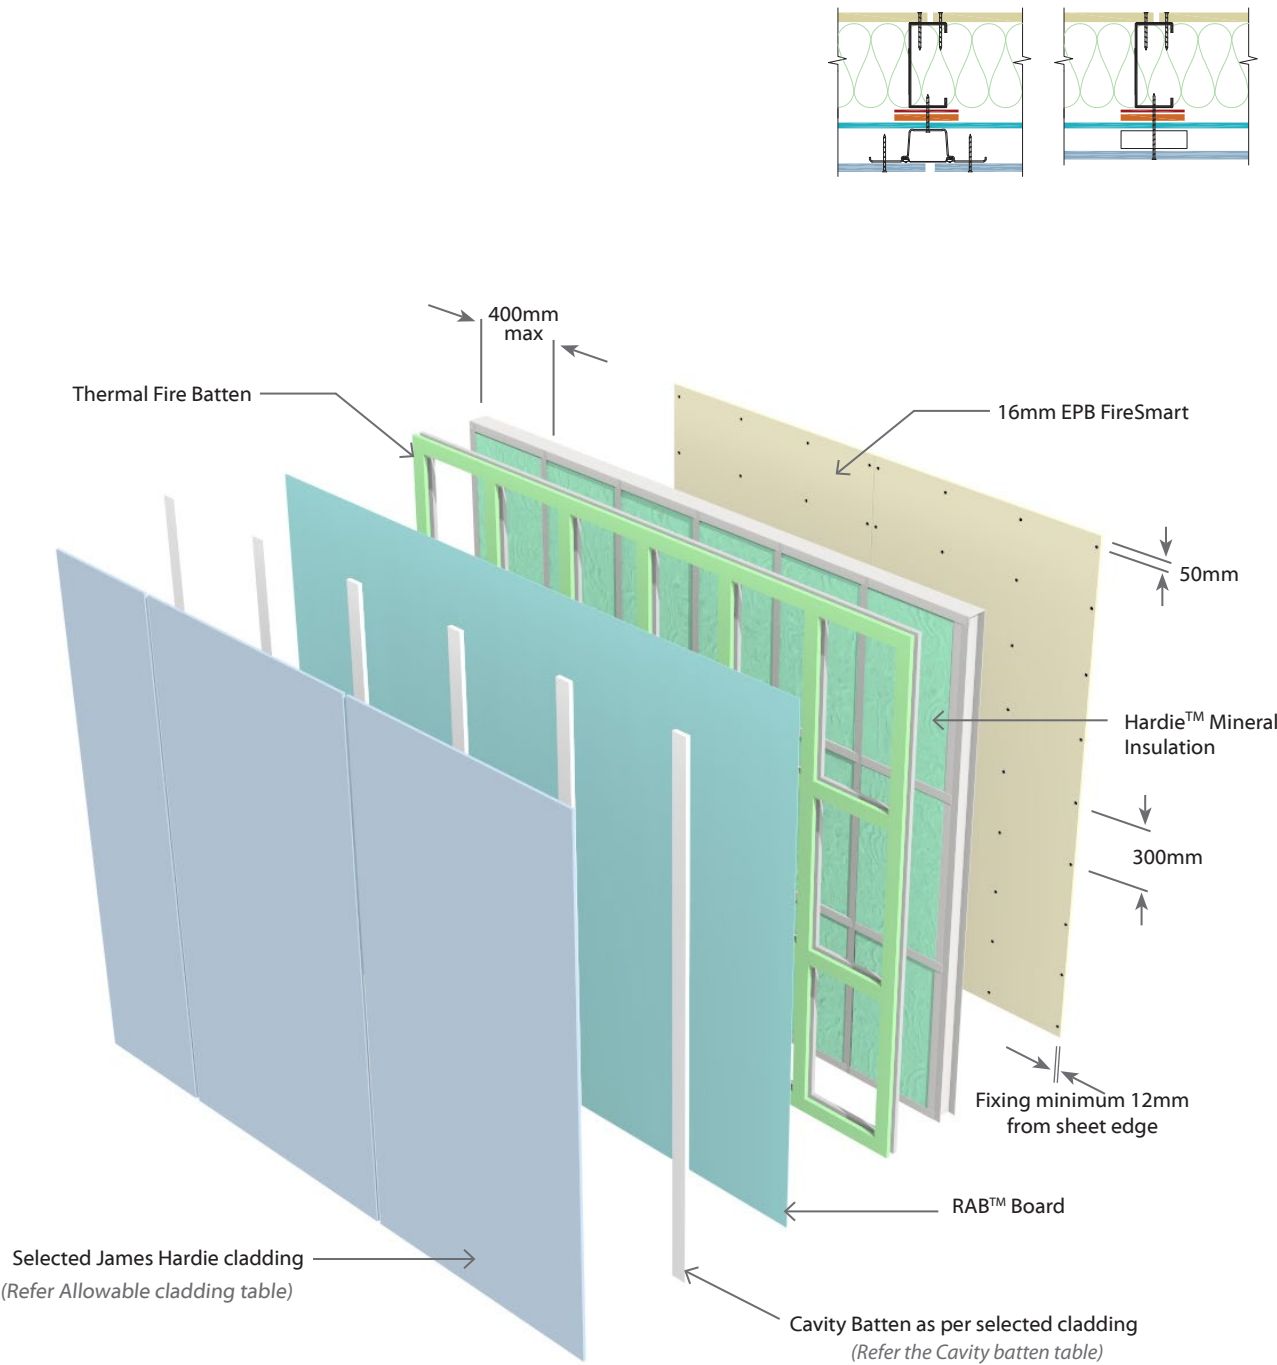 400mm
max
Thermal Fire Batten
16mm EPB FireSmart
50mm
Hardie™ Mineral
Insulation
300mm
Fixing minimum 12mm
from sheet edge
RAB™ Board
Selected James Hardie cladding
(Refer Allowable cladding table)
Cavity Batten as per selected cladding
(Refer the Cavity batten table)